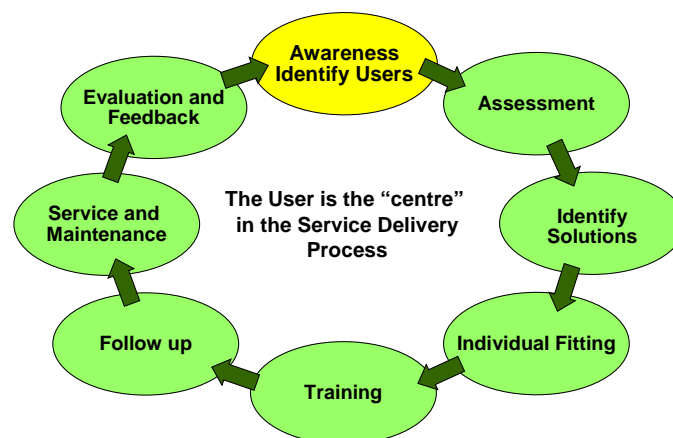 Awareness
Identify Users
Assessment
Identify
Solutions
Individual Fitting
Training
Follow up
Service and
Maintenance
Evaluation and
Feedback
The User is the “centre”
in the Service Delivery
Process